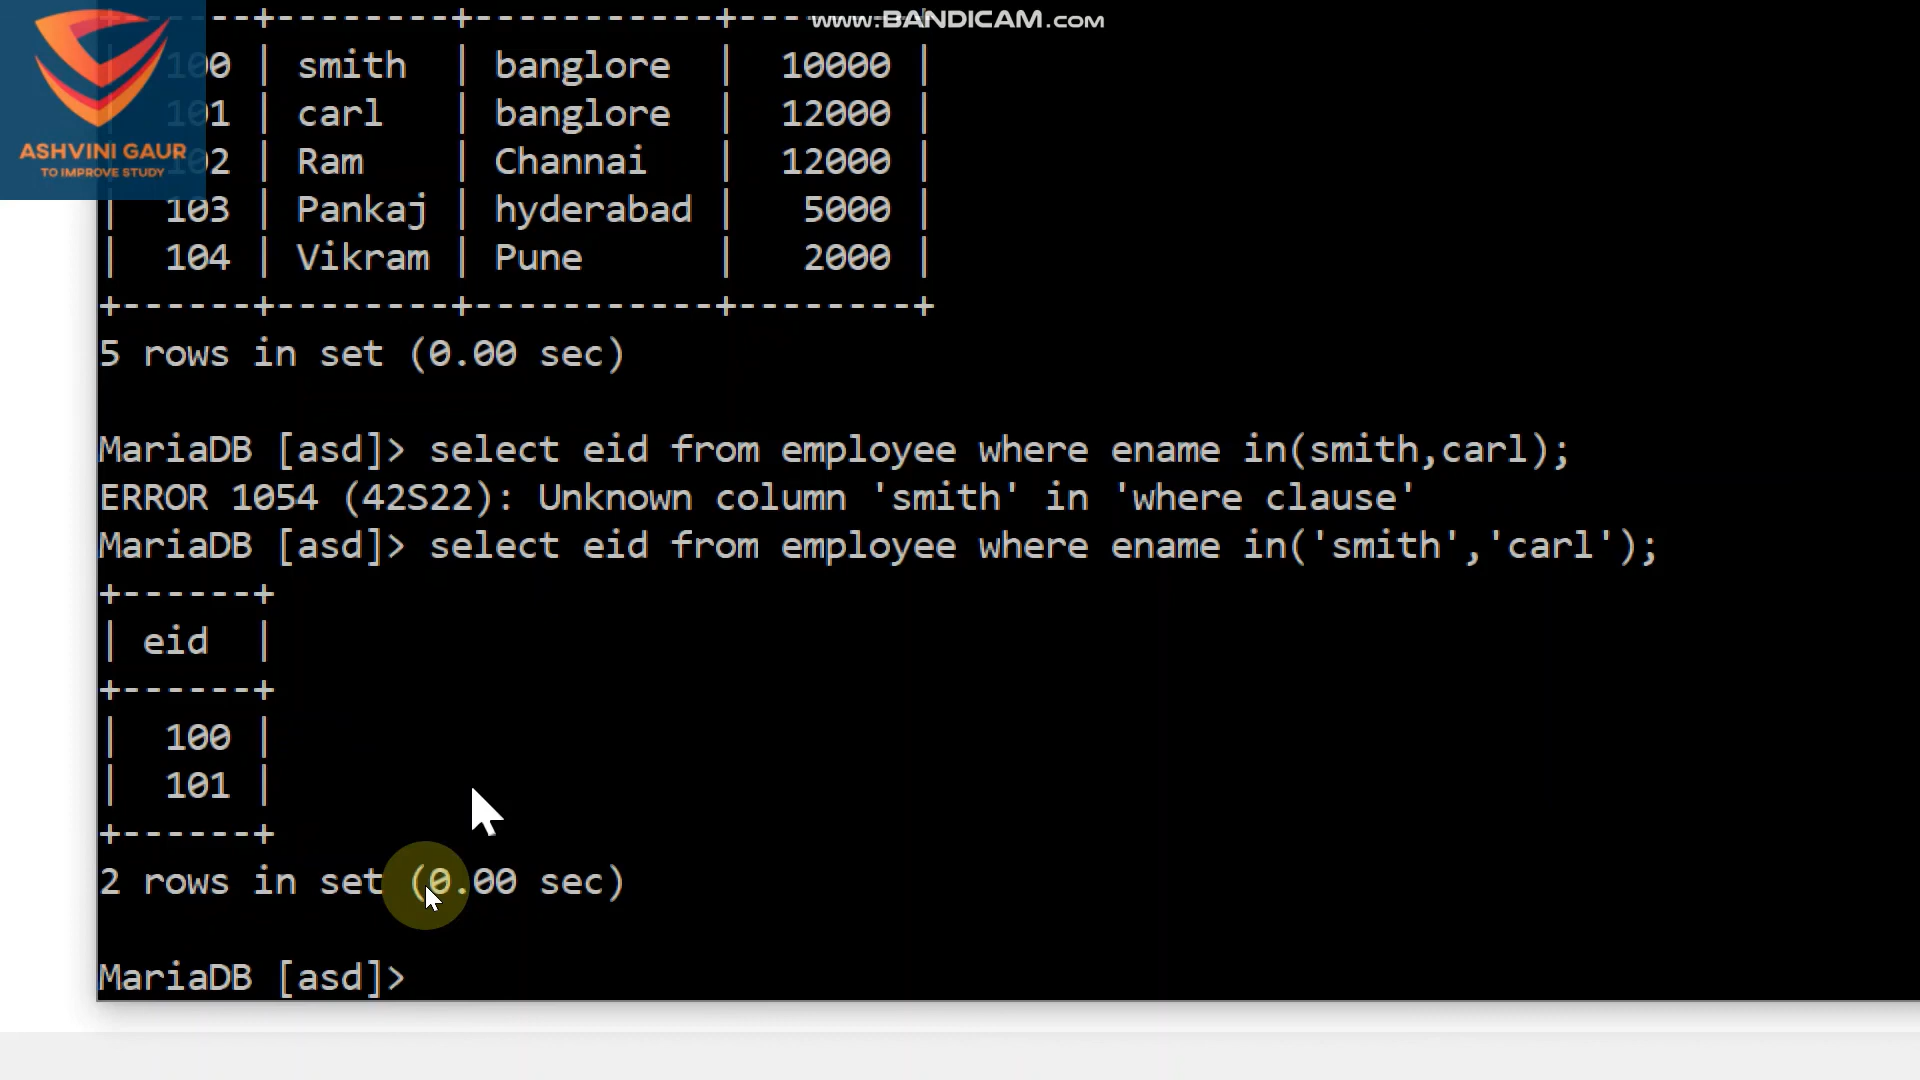 www.BANDICAM.com
+------+--------+-----------+--------+
| 100 | smith | banglore | 10000 |
| 101 | carl | banglore | 12000 |
| 102 | Ram | Channai | 12000 |
| 103 | Pankaj | hyderabad | 5000 |
| 104 | Vikram | Pune | 2000 |
+------+--------+-----------+--------+
5 rows in set (0.00 sec)
MariaDB [asd]> select eid from employee where ename in(smith,carl);
ERROR 1054 (42S22): Unknown column 'smith' in 'where clause'
MariaDB [asd]> select eid from employee where ename in('smith','carl');
+------+
| eid |
+------+
| 100 |
| 101 |
+------+
2 rows in set (0.00 sec)
MariaDB [asd]>
ASHVINI GAUR
TO IMPROVE STUDY